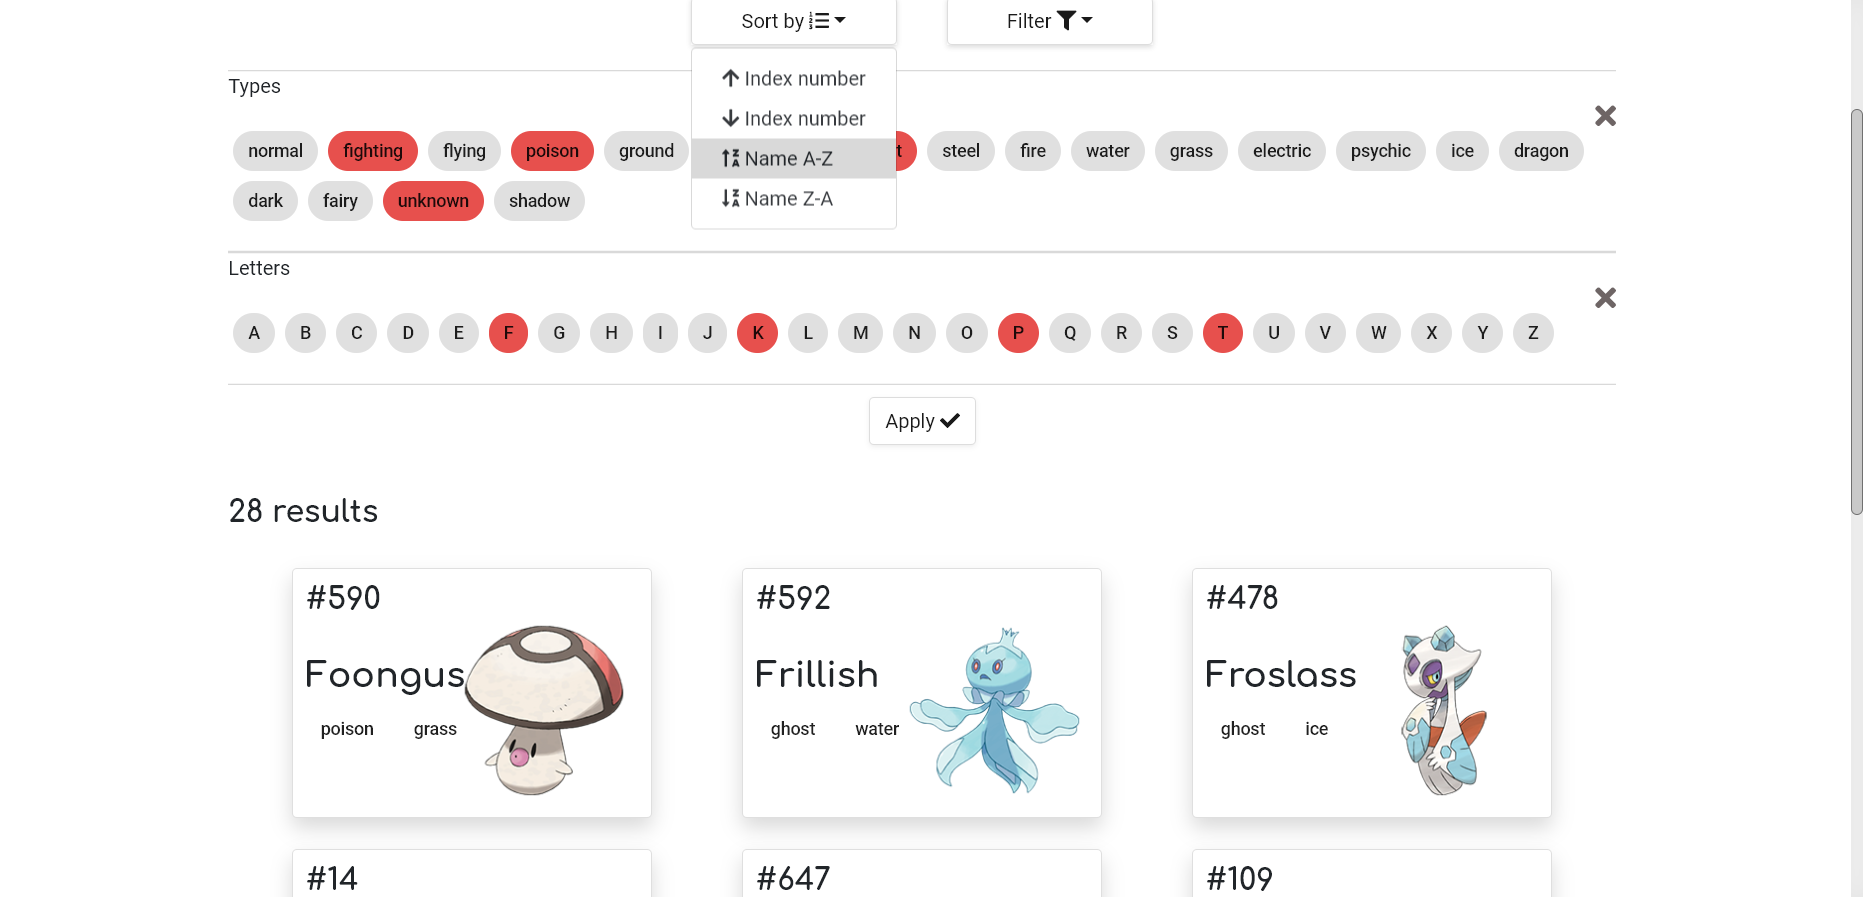 Sort by
Filter
Index number
Index number
Name A-Z
Name Z-A
Types
normal fighting flying poison ground steel fire water grass electric psychic ice dragon
dark fairy unknown shadow
Letters
A B C D E F G H I J K L M N O P Q R S T U V W X Y Z
Apply
28 results
#590 #592 #478
Foongus Frillish Froslass
poison grass ghost water ghost ice
#14 #647 #109